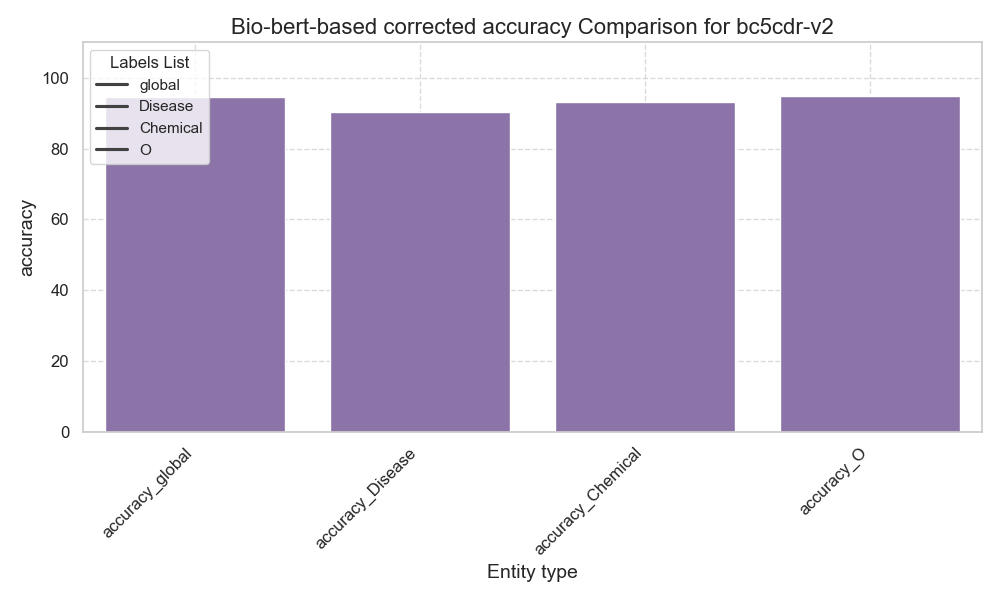 Bio-bert-based corrected accuracy Comparison for bc5cdr-v2
Labels List
global
Disease
Chemical
O
100
80
60
40
20
0
accuracy
accuracy_global
accuracy_Disease
accuracy_Chemical
accuracy_O
Entity type